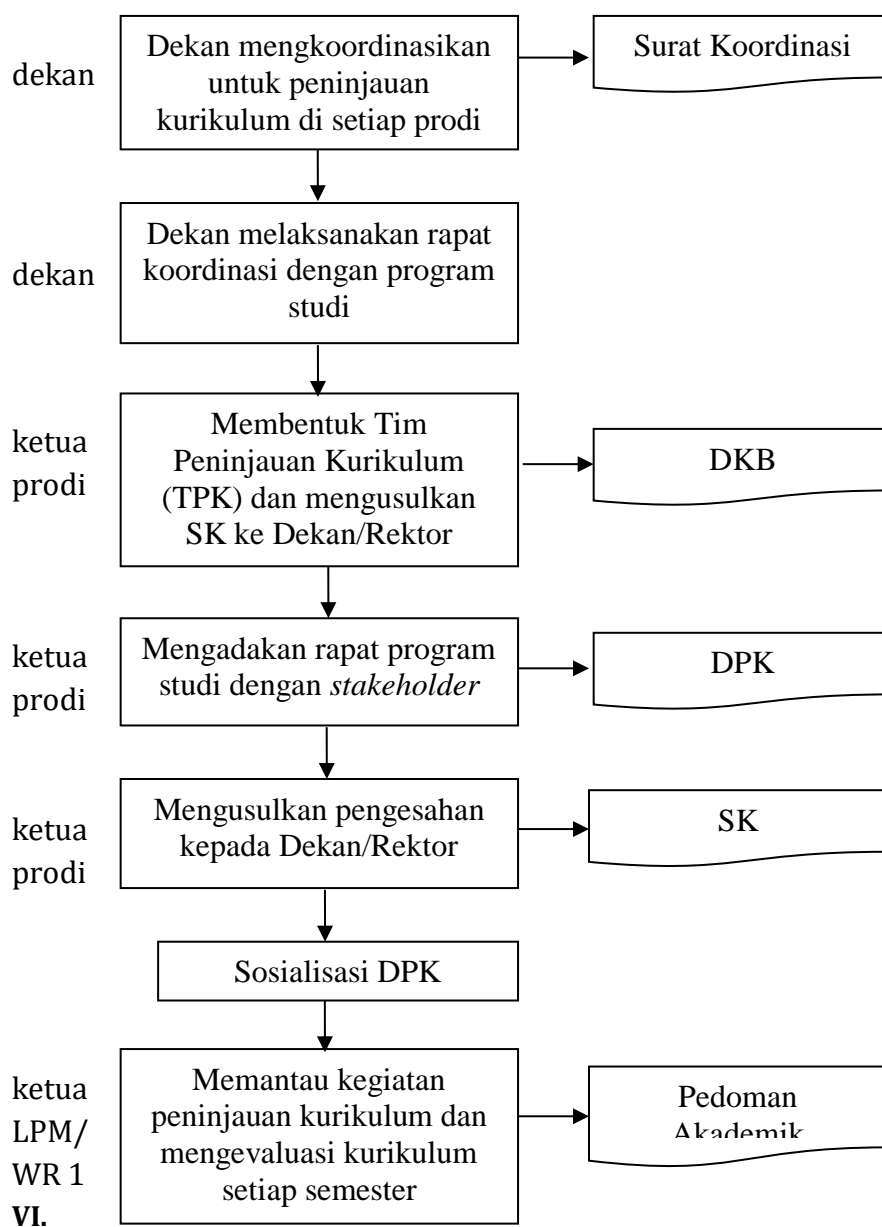 dekan
Dekan mengkoordinasikan
untuk peninjauan
kurikulum di setiap prodi
Surat Koordinasi
dekan
Dekan melaksanakan rapat
koordinasi dengan program
studi
ketua
prodi
Membentuk Tim
Peninjauan Kurikulum
(TPK) dan mengusulkan
SK ke Dekan/Rektor
DKB
ketua
prodi
Mengadakan rapat program
studi dengan stakeholder
DPK
ketua
prodi
Mengusulkan pengesahan
kepada Dekan/Rektor
SK
Sosialisasi DPK
ketua
LPM/
WR 1
VI.
Memantau kegiatan
peninjauan kurikulum dan
mengevaluasi kurikulum
setiap semester
Pedoman
Akademik